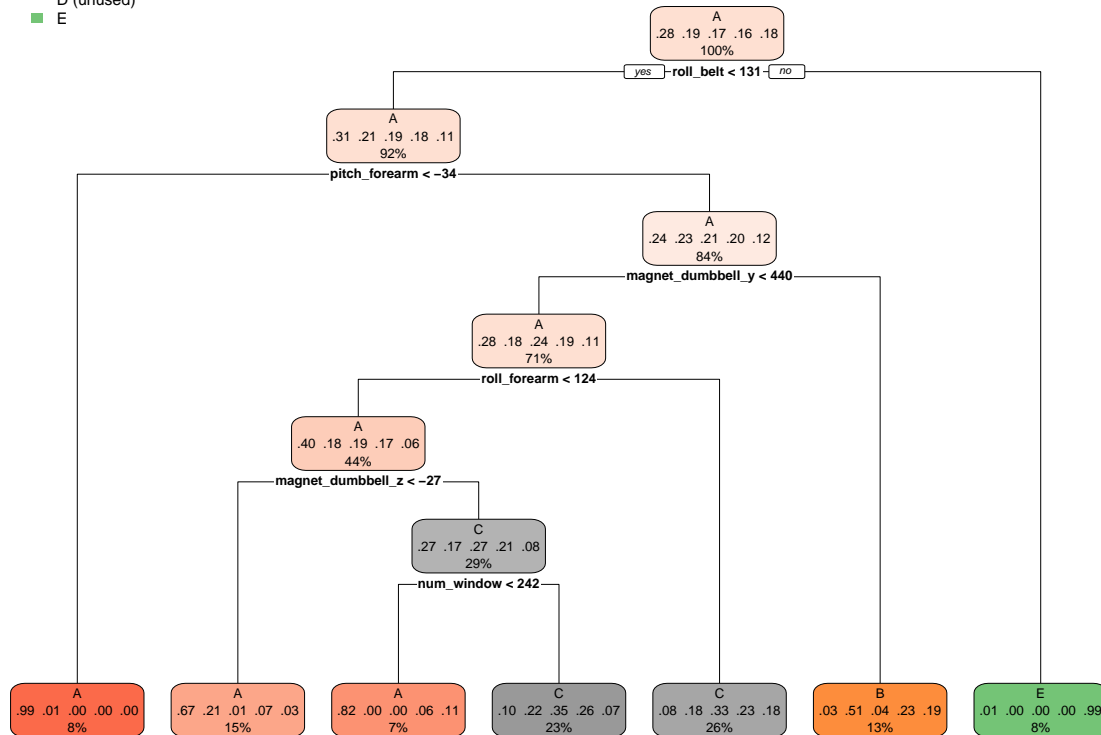 D (unused)
E
A
.28 .19 .17 .16 .18
100%
yes roll_belt < 131 no
A
.31 .21 .19 .18 .11
92%
pitch_forearm < −34
A
.24 .23 .21 .20 .12
84%
magnet_dumbbell_y < 440
A
.28 .18 .24 .19 .11
71%
roll_forearm < 124
A
.40 .18 .19 .17 .06
44%
magnet_dumbbell_z < −27
C
.27 .17 .27 .21 .08
29%
num_window < 242
A
.99 .01 .00 .00 .00
8%
A
.67 .21 .01 .07 .03
15%
A
.82 .00 .00 .06 .11
7%
C
.10 .22 .35 .26 .07
23%
C
.08 .18 .33 .23 .18
26%
B
.03 .51 .04 .23 .19
13%
E
.01 .00 .00 .00 .99
8%